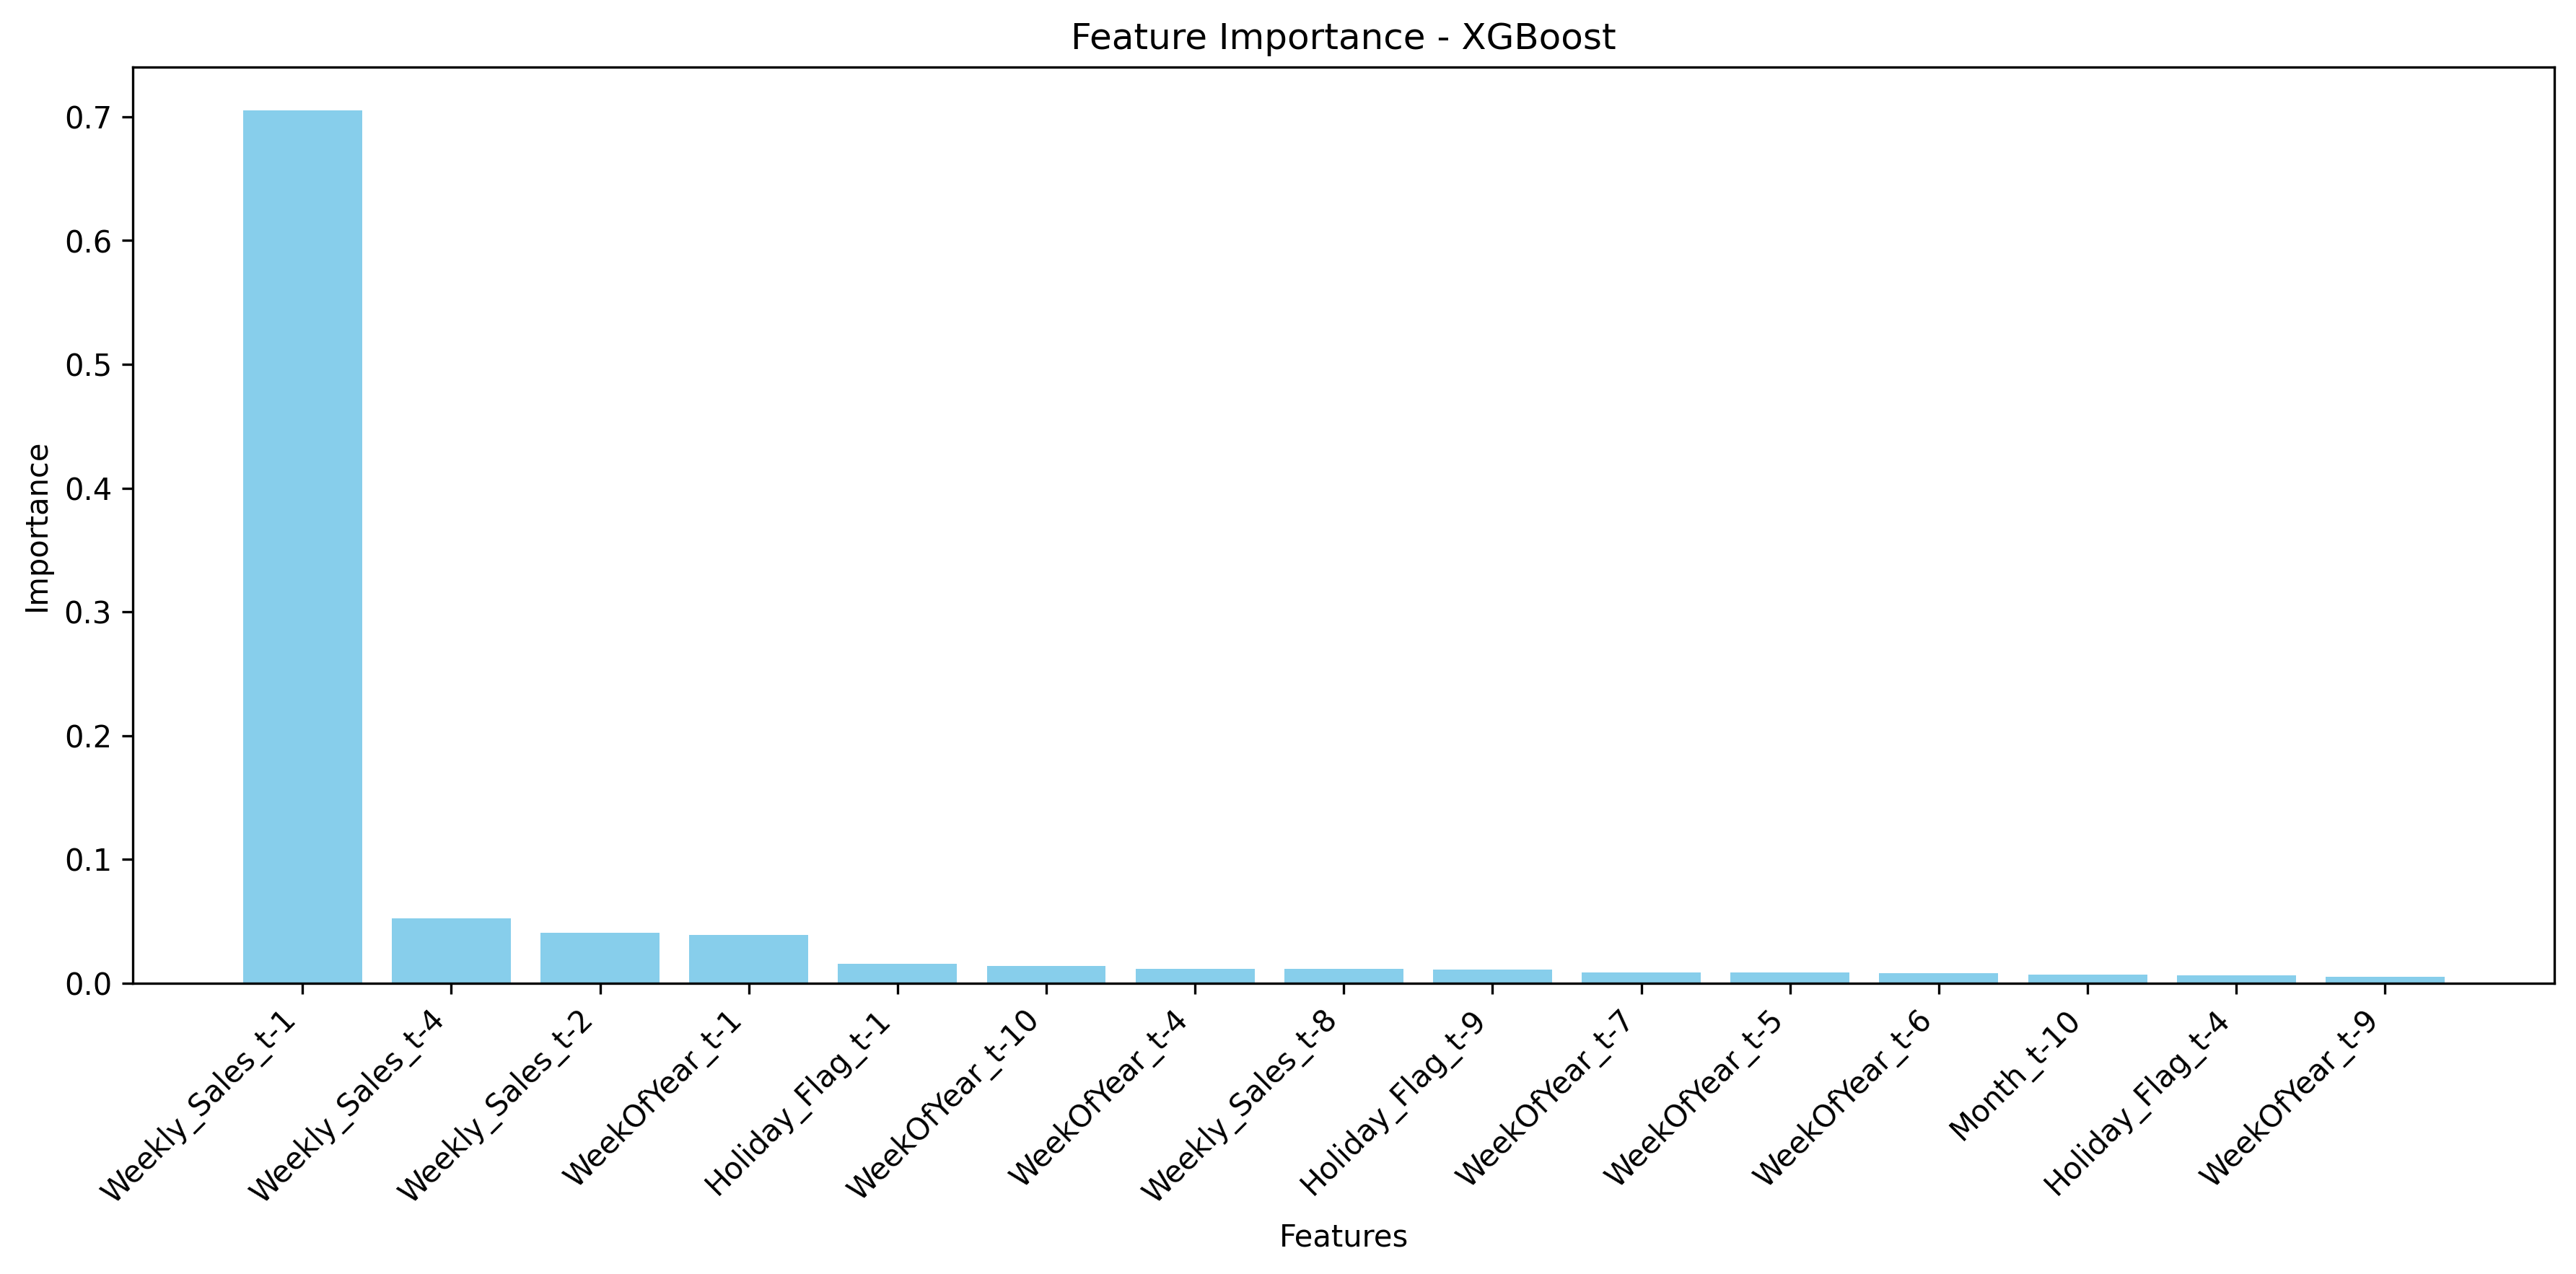 Feature Importance - XGBoost
Importance
0.7
0.6
0.5
0.4
0.3
0.2
0.1
0.0
Weekly_Sales_t-1
Weekly_Sales_t-4
Weekly_Sales_t-2
WeekOfYear_t-1
Holiday_Flag_t-1
WeekOfYear_t-10
WeekOfYear_t-4
Weekly_Sales_t-8
Holiday_Flag_t-9
WeekOfYear_t-7
WeekOfYear_t-5
WeekOfYear_t-6
Month_t-10
Holiday_Flag_t-4
WeekOfYear_t-9
Features